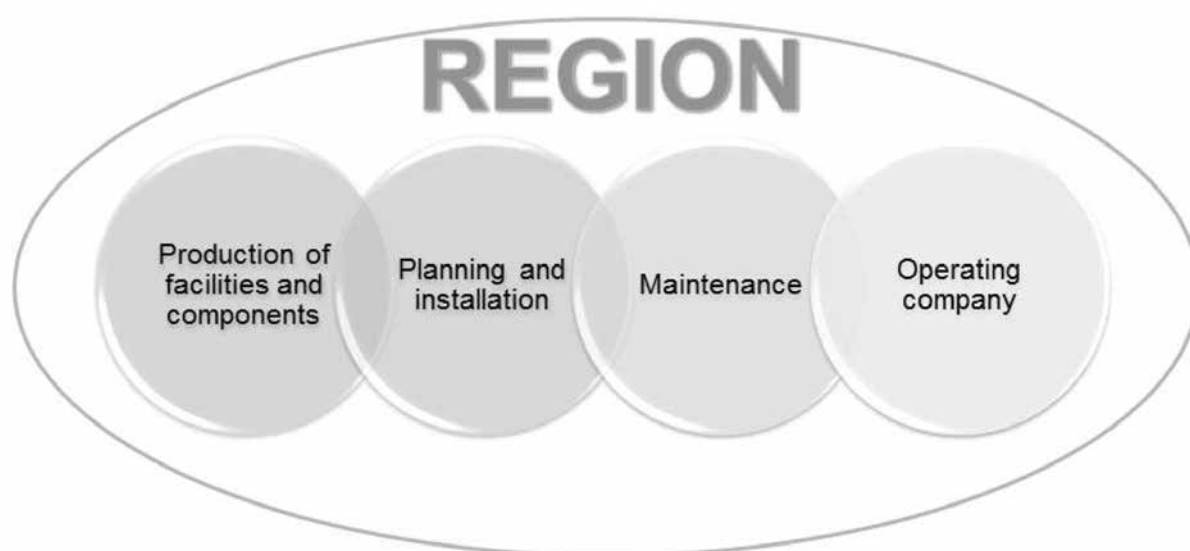 REGION
Production of
facilities and
components
Planning and
installation
Maintenance
Operating
company